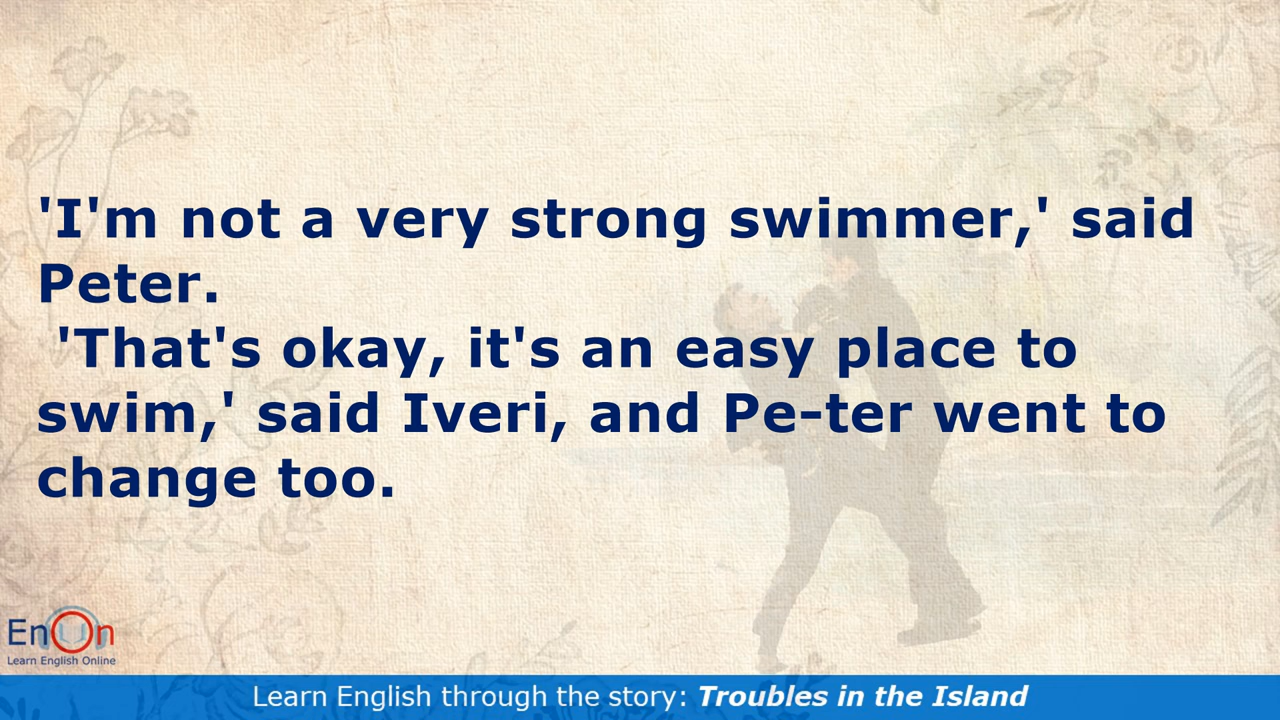 'I'm not a very strong swimmer,' said
Peter.
'That's okay, it's an easy place to
swim,' said Iveri, and Pe-ter went to
change too.
EnOn
Learn English Online
Learn English through the story: Troubles in the Island